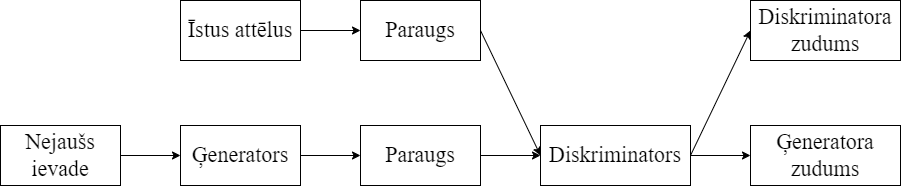 Īstus attēlus
Paraugs
Diskriminatora
zudums
Nejaušs
ievade
Ģenerators
Paraugs
Diskriminators
Ģeneratora
zudums